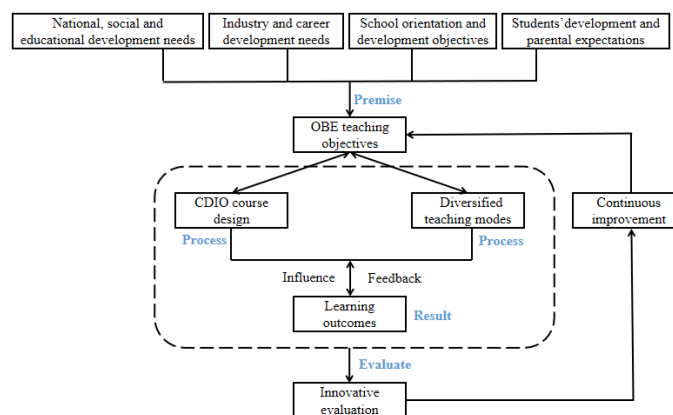 National, social and
educational development needs
Industry and career
development needs
School orientation and
development objectives
Students' development and
parental expectations
Premise
OBE teaching
objectives
CDIO course
design
Diversified
teaching modes
Continuous
improvement
Process
Process
Influence
Feedback
Learning
outcomes
Result
Evaluate
Innovative
evaluation